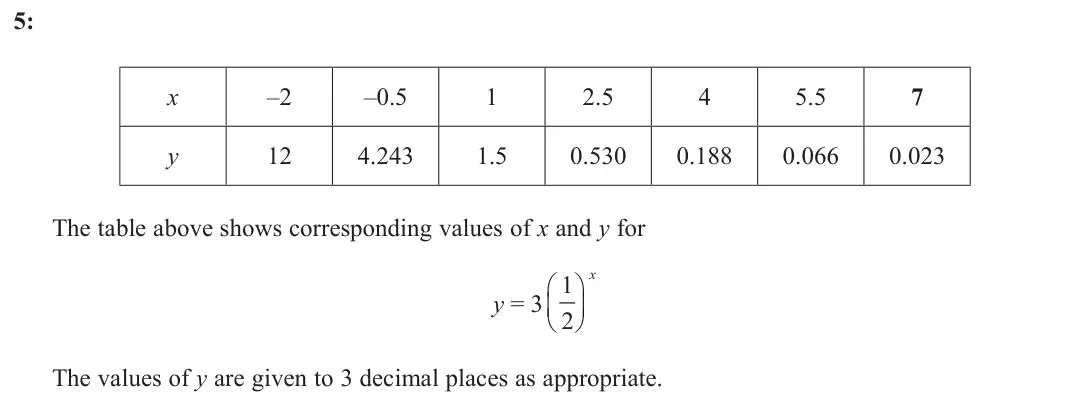 5:
x –2 –0.5 1 2.5 4 5.5 7
y 12 4.243 1.5 0.530 0.188 0.066 0.023
The table above shows corresponding values of x and y for
y = 3(1/2)^x
The values of y are given to 3 decimal places as appropriate.